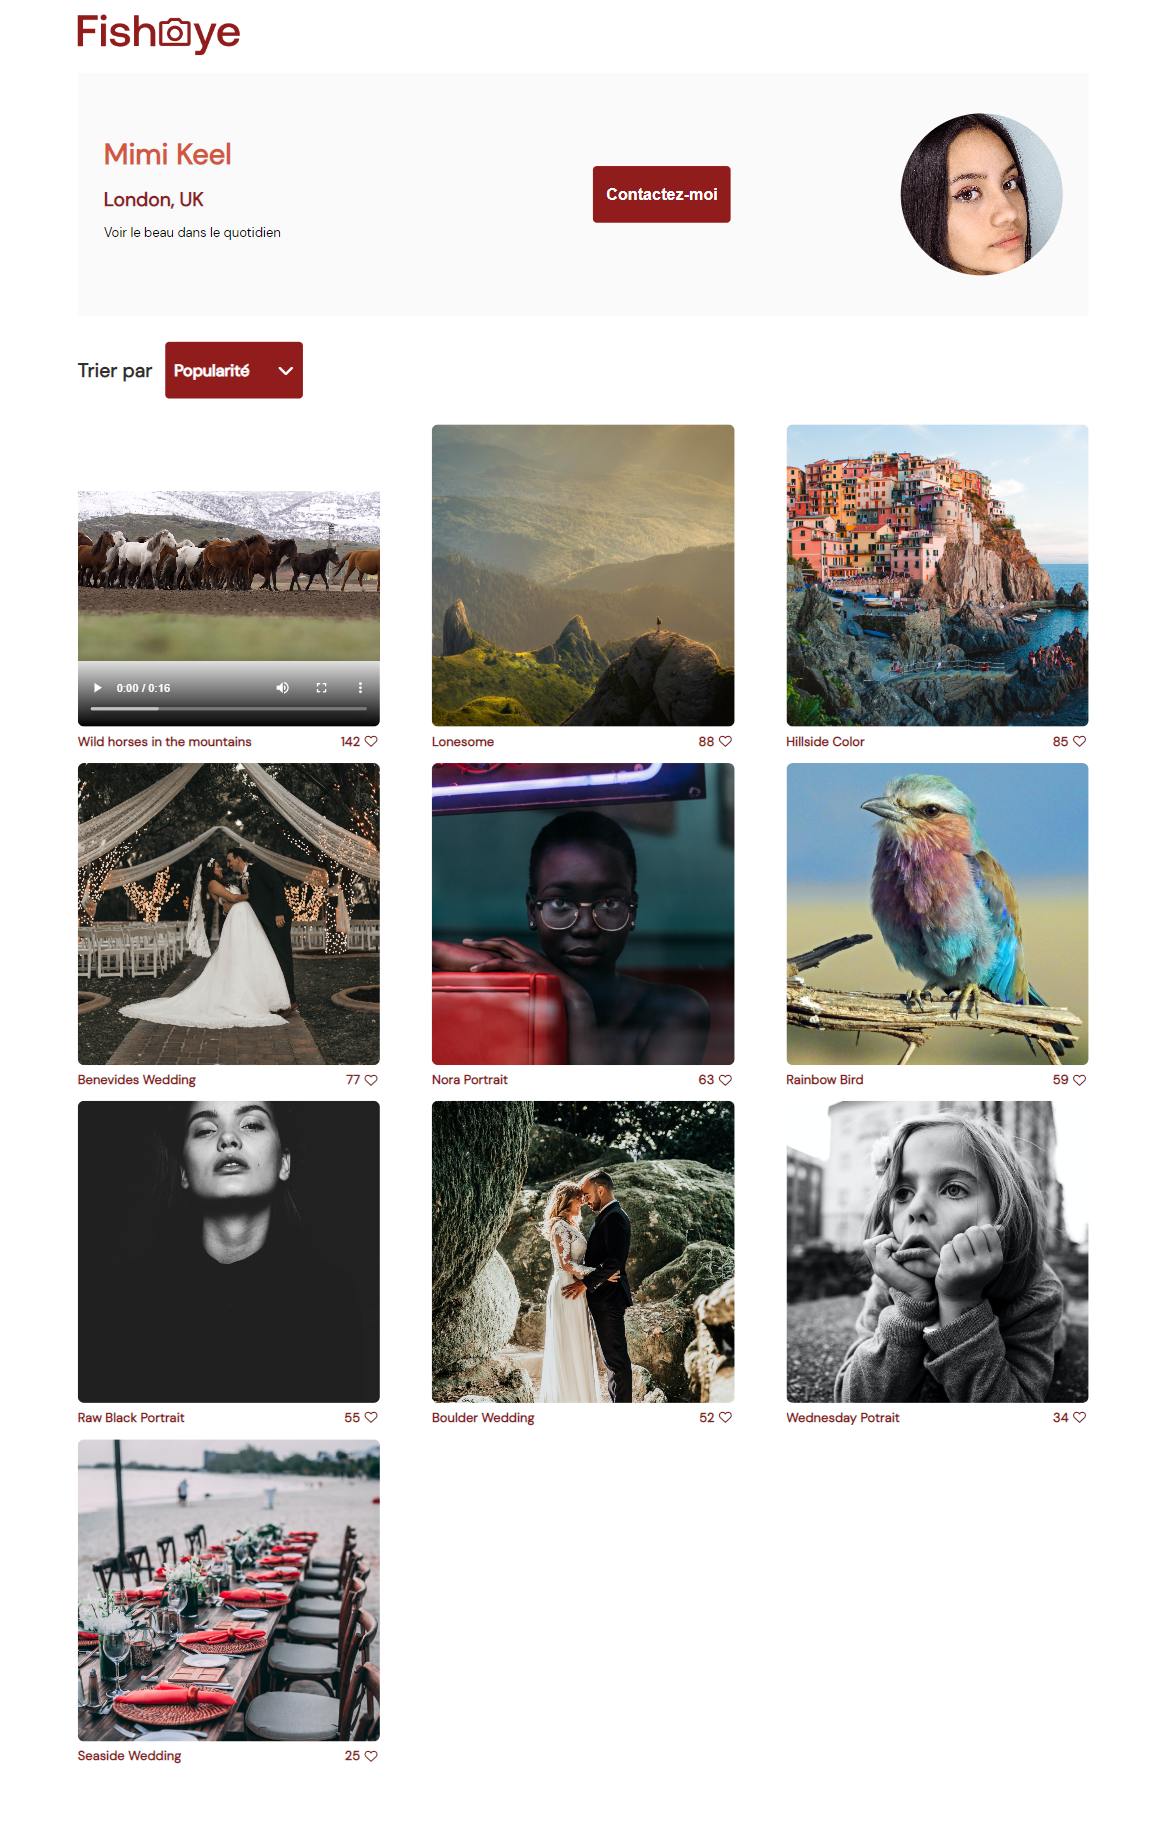 Fisheye
Mimi Keel
London, UK
Voir le beau dans le quotidien
Contactez-moi
Trier par
Popularité
0:00 / 0:16
Wild horses in the mountains 142
Lonesome 88
Hillside Color 85
Benevides Wedding 77
Nora Portrait 63
Rainbow Bird 59
Raw Black Portrait 55
Boulder Wedding 52
Wednesday Potrait 34
Seaside Wedding 25